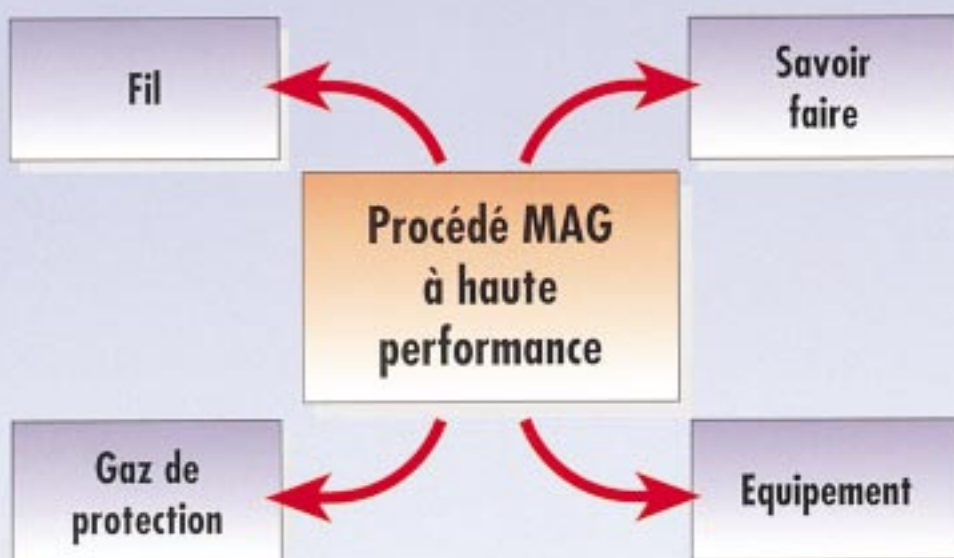 Fil
Savoir
faire
Procédé MAG
à haute
performance
Gaz de
protection
Equipement